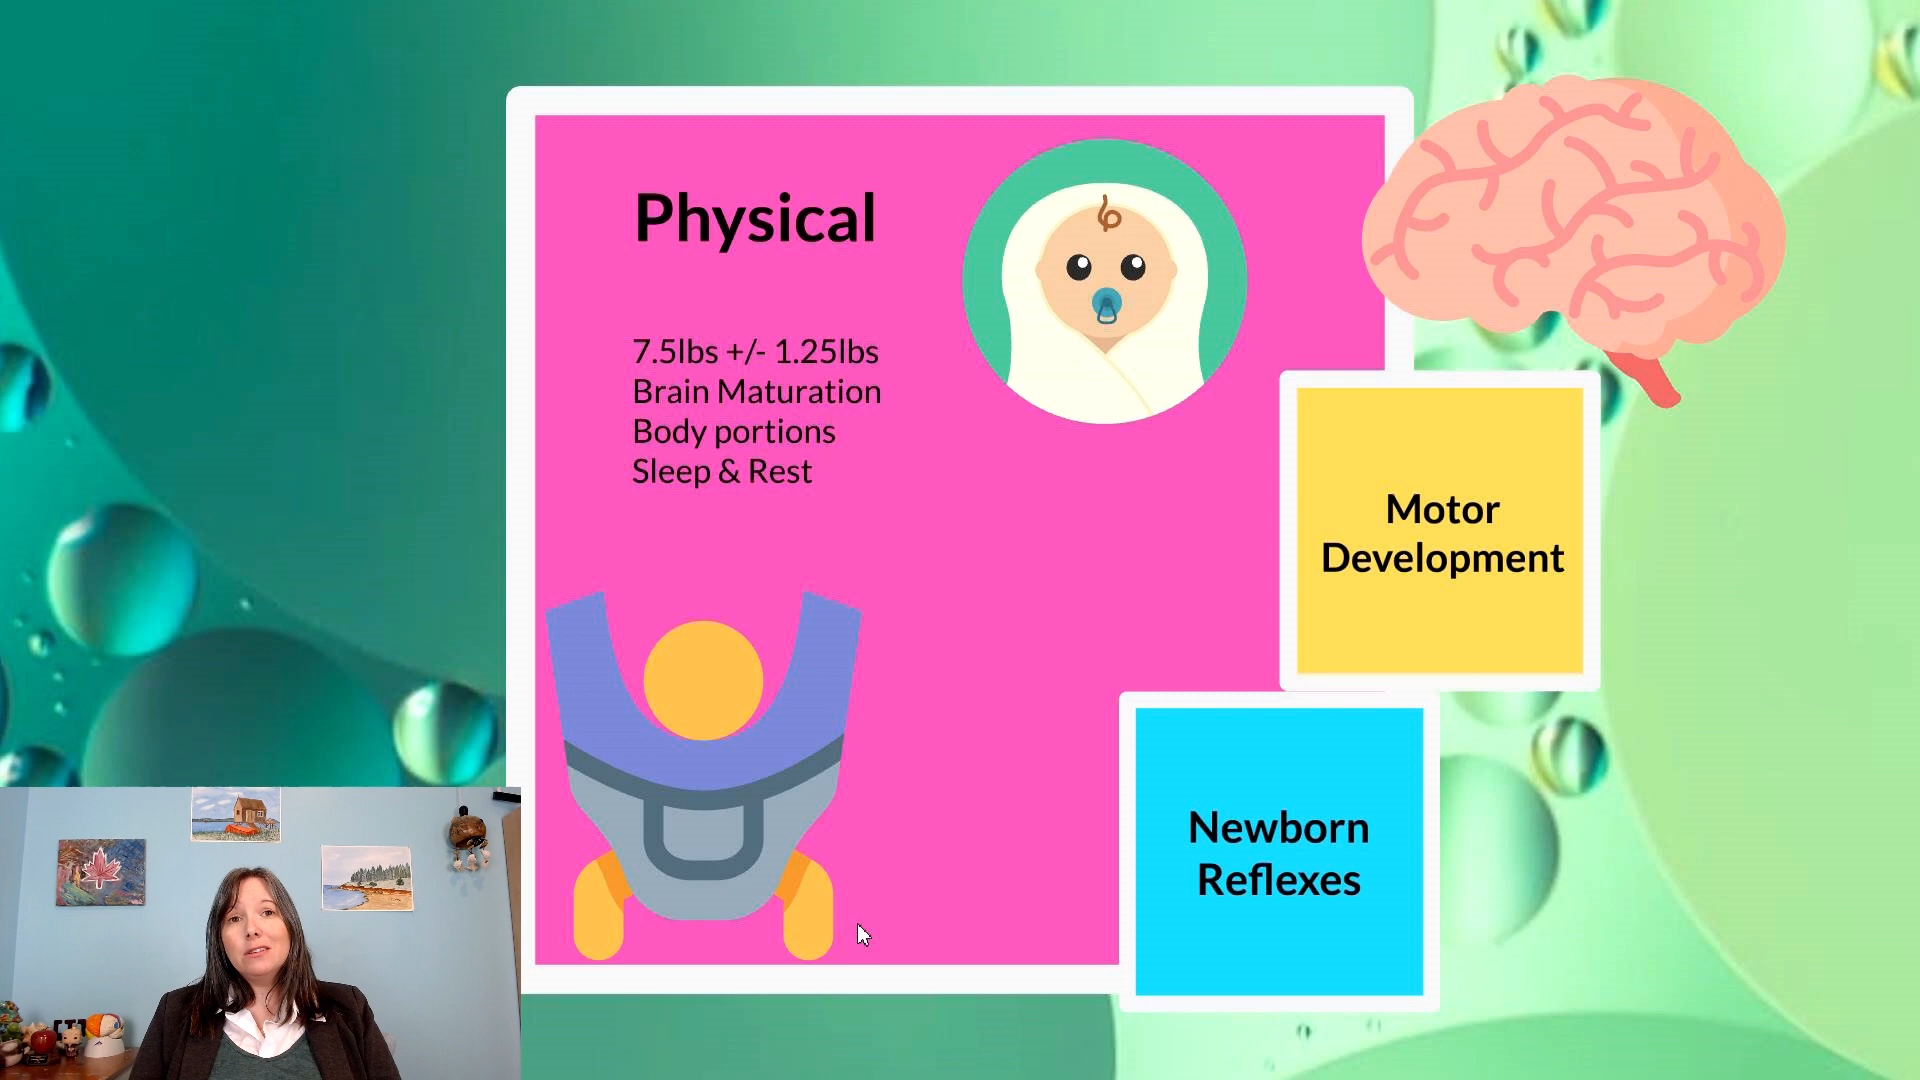 Physical
7.5lbs +/- 1.25lbs
Brain Maturation
Body portions
Sleep & Rest
Motor
Development
Newborn
Reflexes